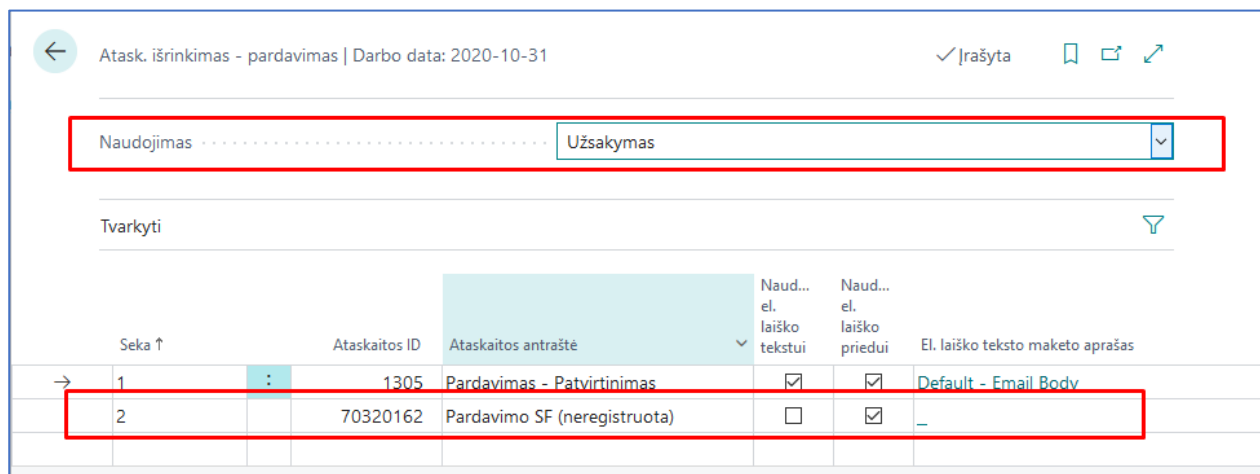 Atask. išrinkimas - pardavimas | Darbo data: 2020-10-31 ✓Įrašyta
Naudojimas Užsakymas
Tvarkyti
Seka ↑ Ataskaitos ID Ataskaitos antraštė Naud... el. laiško tekstui Naud... el. laiško priedui El. laiško teksto maketo aprašas
1 1305 Pardavimas - Patvirtinimas Default - Email Body
2 70320162 Pardavimo SF (neregistruota) _